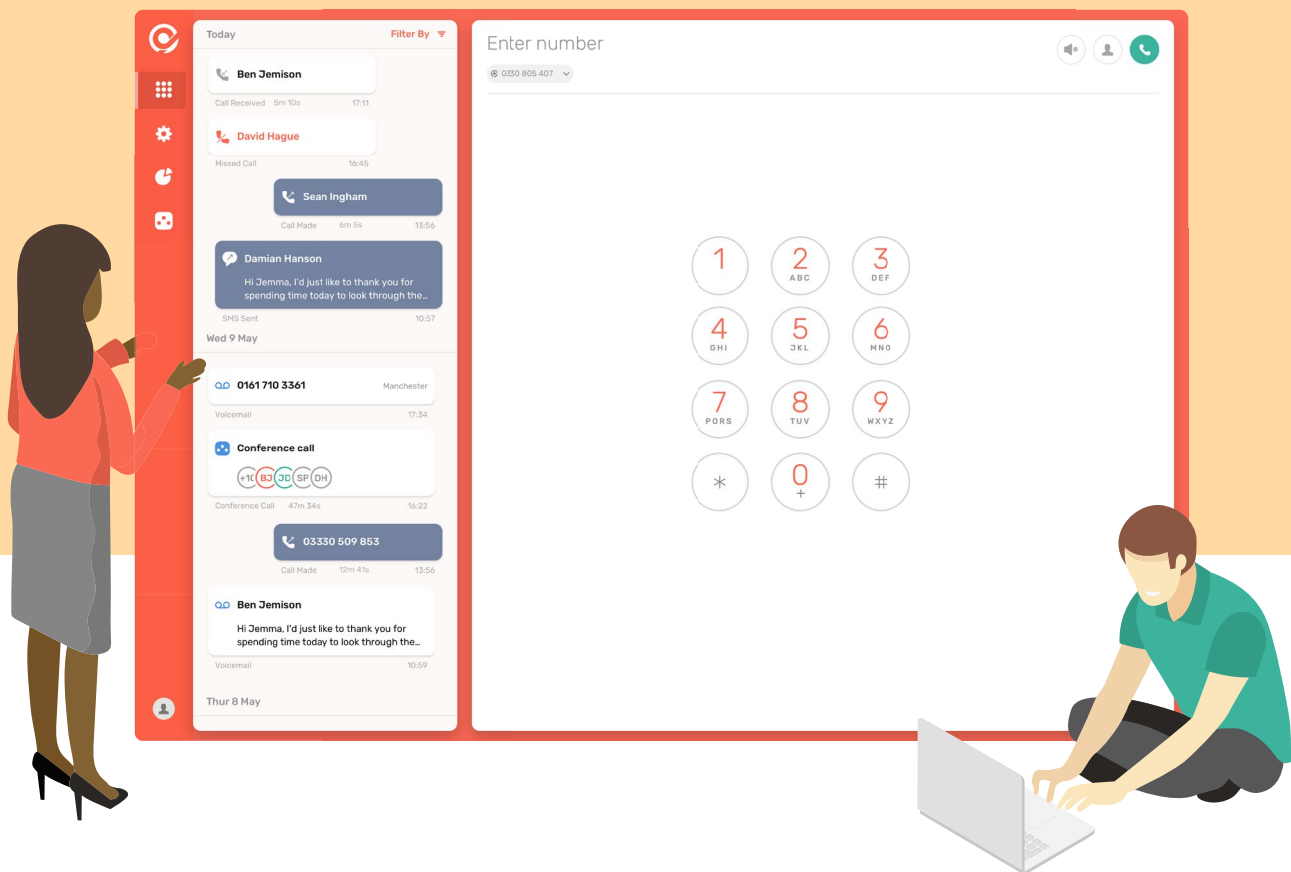 Today
Filter By
Ben Jemison
Call Received 5m 10s 17:11
David Hague
Missed Call 16:45
Sean Ingham
Call Made 6m 5s 13:56
Damian Hanson
Hi Jemma, I'd just like to thank you for
spending time today to look through the...
SMS Sent 10:57
Wed 9 May
0161 710 3361 Manchester
Voicemail 17:34
Conference call
+10 BJ JD SP DH
Conference Call 47m 34s 16:22
03330 509 853
Call Made 12m 41s 13:56
Ben Jemison
Hi Jemma, I'd just like to thank you for
spending time today to look through the...
Voicemail 10:59
Thur 8 May
Enter number
0330 805 407
1 2 3
ABC DEF
4 5 6
GHI JKL MNO
7 8 9
PQRS TUV WXYZ
* 0 #
+